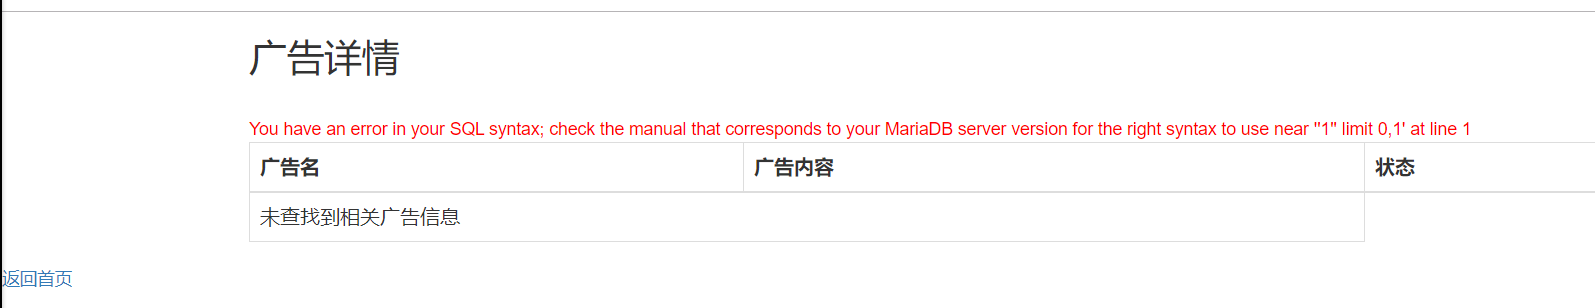 广告详情
You have an error in your SQL syntax; check the manual that corresponds to your MariaDB server version for the right syntax to use near ''1'' limit 0,1' at line 1
广告名 广告内容 状态
未查找到相关广告信息
返回首页